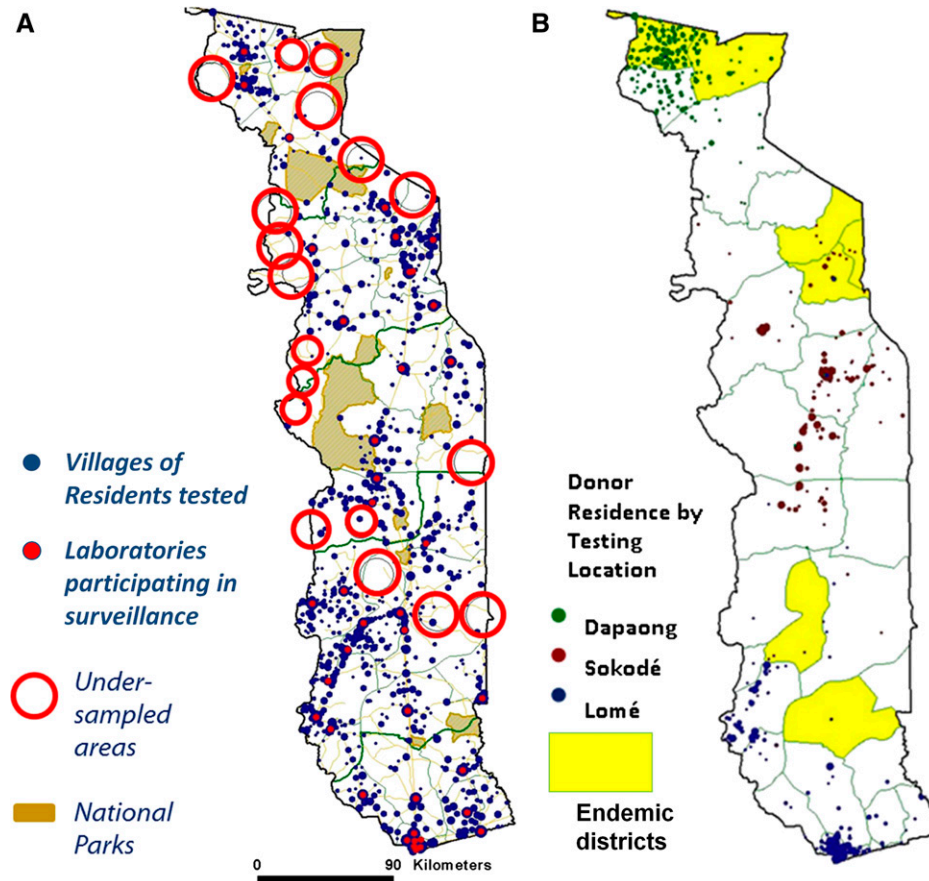 A
Villages of
Residents tested
Laboratories
participating in
surveillance
Under-
sampled
areas
National
Parks
0 90 Kilometers
B
Donor
Residence by
Testing
Location
Dapaong
Sokodé
Lomé
Endemic
districts